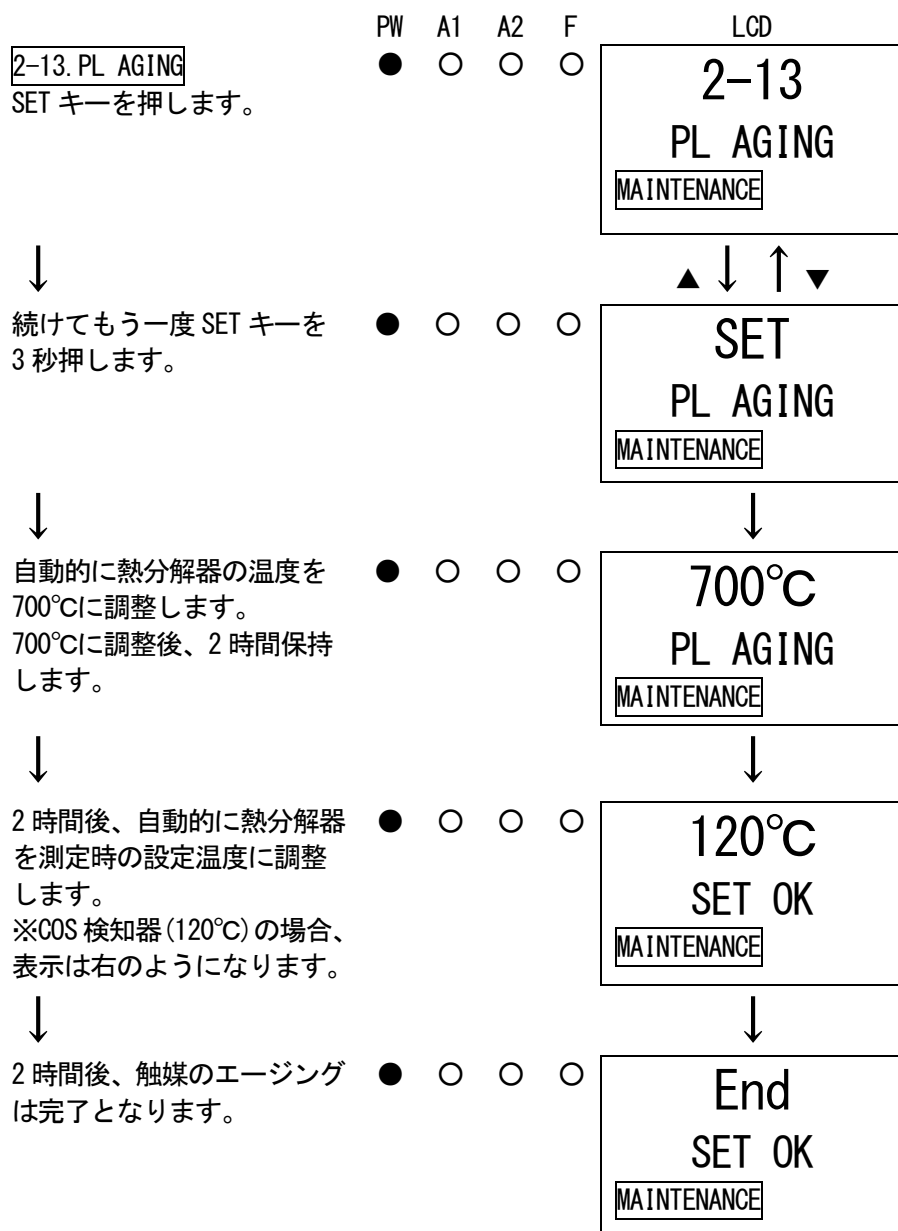 PW A1 A2 F LCD
2-13.PL AGING ● ○ ○ ○ 2-13
SET キーを押します。
PL AGING
MAINTENANCE
↓ ▲ ↓ ↑ ▼
続けてもう一度 SET キーを ● ○ ○ ○ SET
3 秒押します。
PL AGING
MAINTENANCE
↓ ↓
自動的に熱分解器の温度を ● ○ ○ ○ 700℃
700℃に調整します。
700℃に調整後、2 時間保持 PL AGING
します。 MAINTENANCE
↓ ↓
2 時間後、自動的に熱分解器 ● ○ ○ ○ 120℃
を測定時の設定温度に調整
します。 SET OK
※COS 検知器(120℃)の場合、 MAINTENANCE
表示は右のようになります。
↓ ↓
2 時間後、触媒のエージング ● ○ ○ ○ End
は完了となります。
SET OK
MAINTENANCE